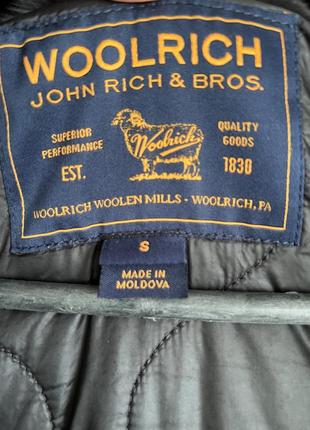 WOOLRICH
JOHN RICH & BROS.
SUPERIOR
PERFORMANCE
EST.
Woolrich
QUALITY
GOODS
1830
WOOLRICH WOOLEN MILLS - WOOLRICH, PA
S
MADE IN
MOLDOVA